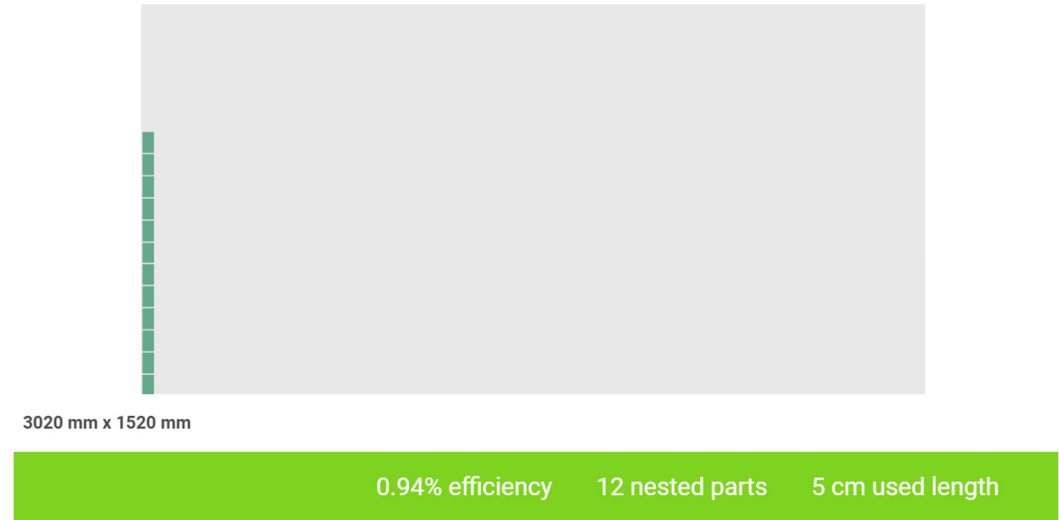 3020 mm x 1520 mm
0.94% efficiency 12 nested parts 5 cm used length